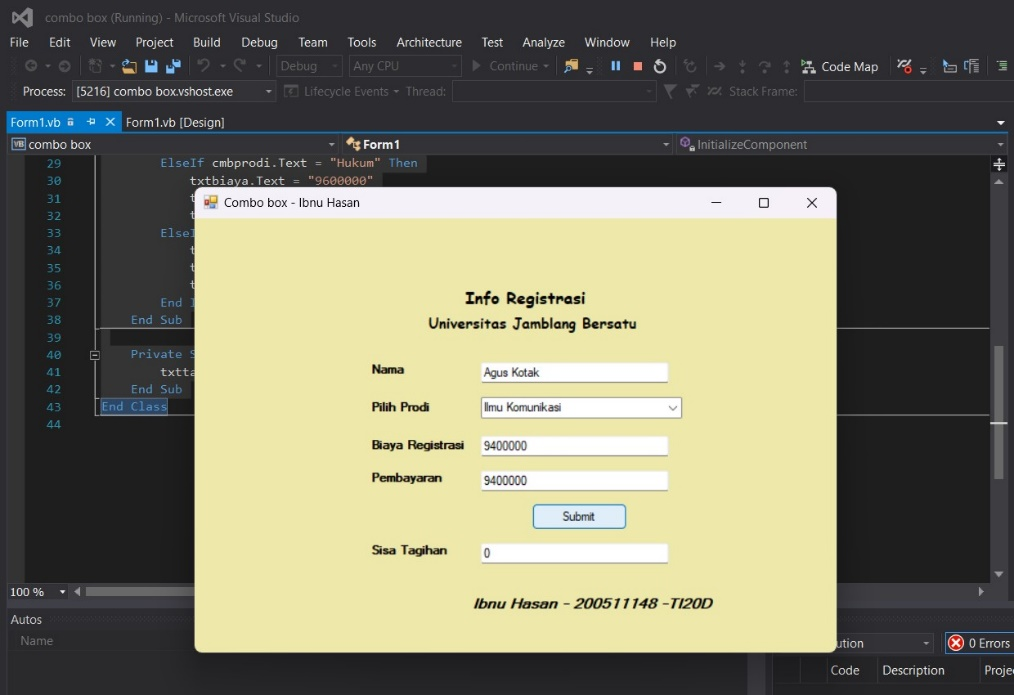 combo box (Running) - Microsoft Visual Studio
File Edit View Project Build Debug Team Tools Architecture Test Analyze Window Help
Debug Any CPU Continue Code Map
Process: [5216] combo box.vshost.exe Lifecycle Events Thread: Stack Frame:
Form1.vb Form1.vb [Design]
VB combo box Form1 InitializeComponent
29 ElseIf cmbprodi.Text = "Hukum" Then
30 txtbiaya.Text = "9600000"
31 t
32 t
33 ElseI
34 t
35 t
36 t
37 End I
38 End Sub
39
40 Private S
41 txtta
42 End Sub
43 End Class
44
Combo box - Ibnu Hasan
Info Registrasi
Universitas Jamblang Bersatu
Nama Agus Kotak
Pilih Prodi Ilmu Komunikasi
Biaya Registrasi 9400000
Pembayaran 9400000
Submit
Sisa Tagihan 0
Ibnu Hasan - 200511148 -TI20D
100 %
Autos
Name
ution 0 Errors
Code Description Proje